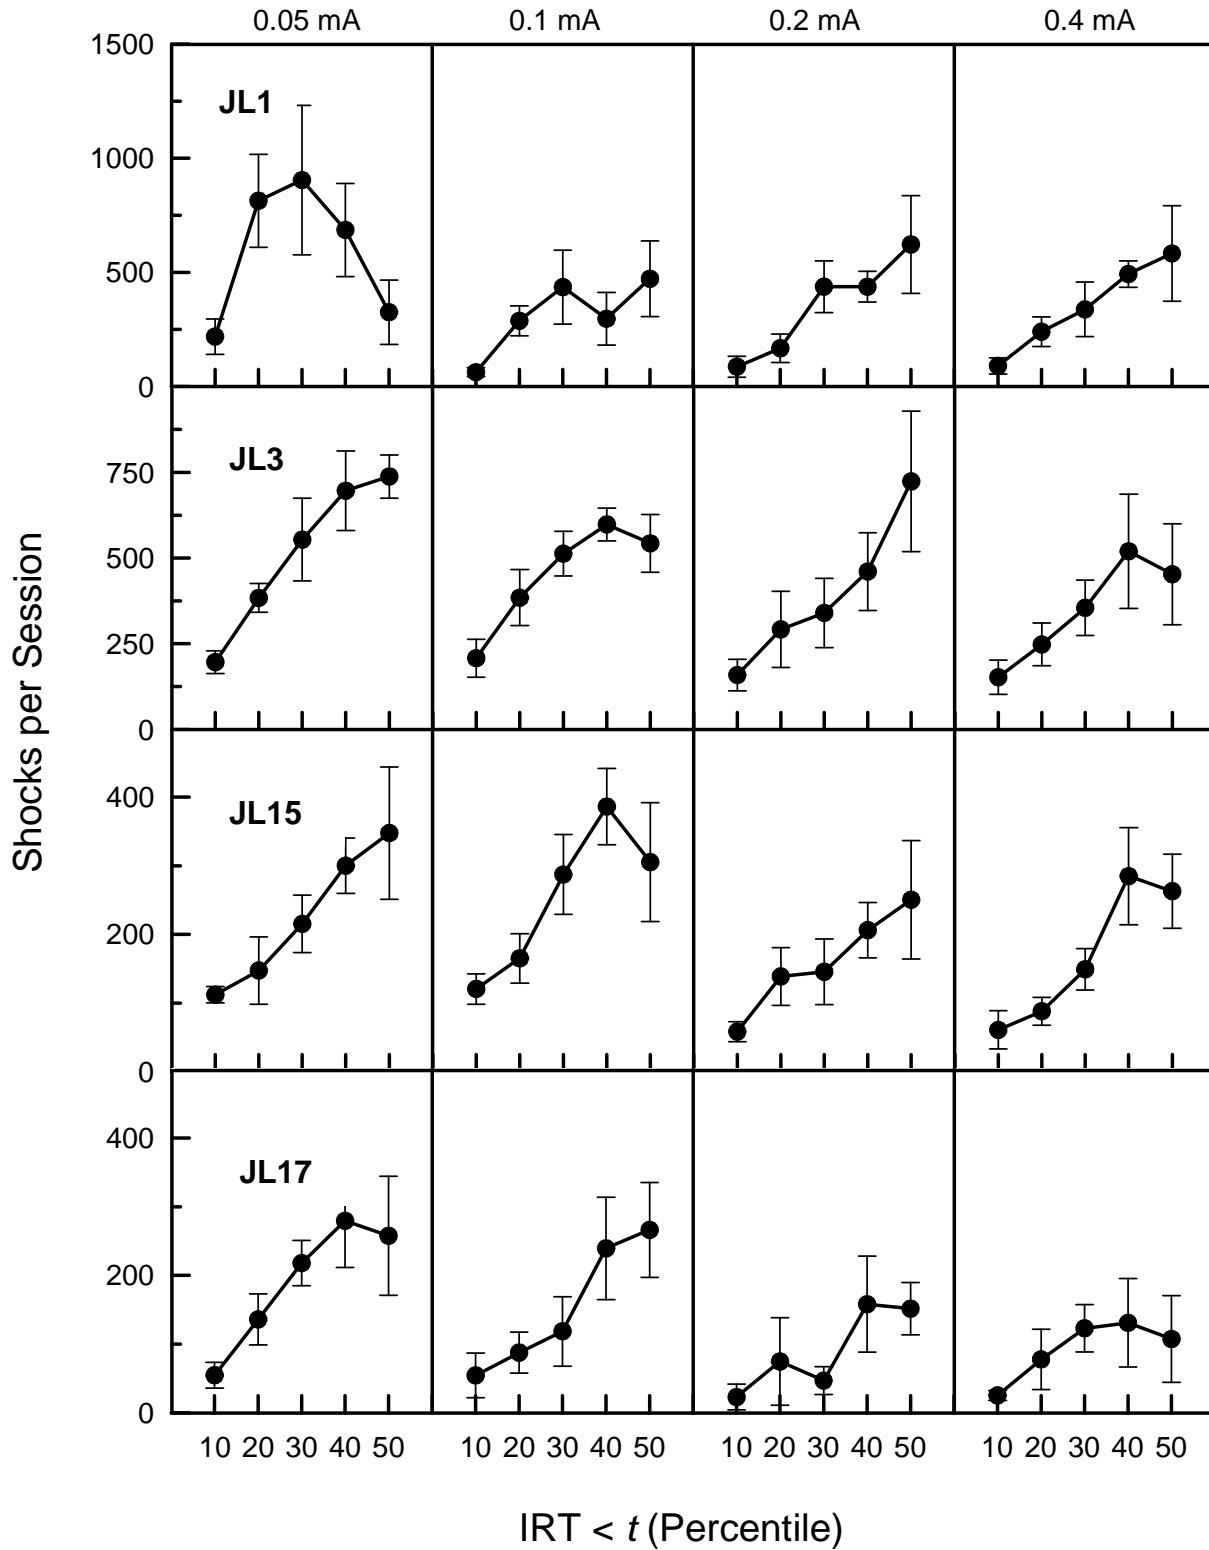 0.05 mA 0.1 mA 0.2 mA 0.4 mA
1500
JL1
1000
500
0
JL3
750
500
250
0
JL15
400
200
0
JL17
400
200
0
10 20 30 40 50 10 20 30 40 50 10 20 30 40 50 10 20 30 40 50
Shocks per Session
IRT < t (Percentile)